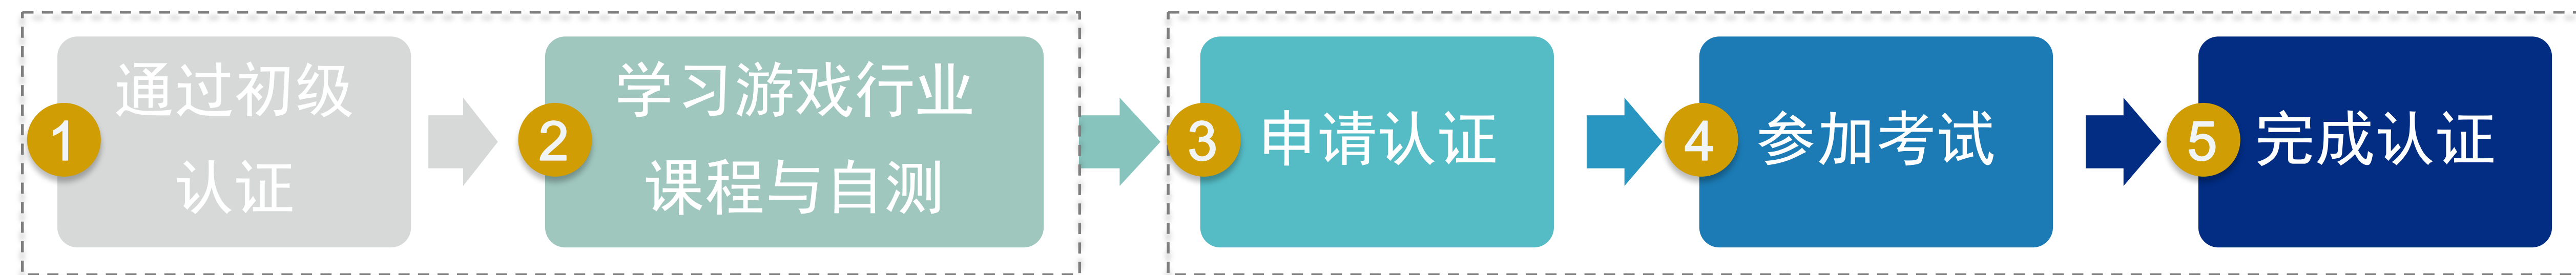 1
通过初级
认证
2
学习游戏行业
课程与自测
3
申请认证
4
参加考试
5
完成认证